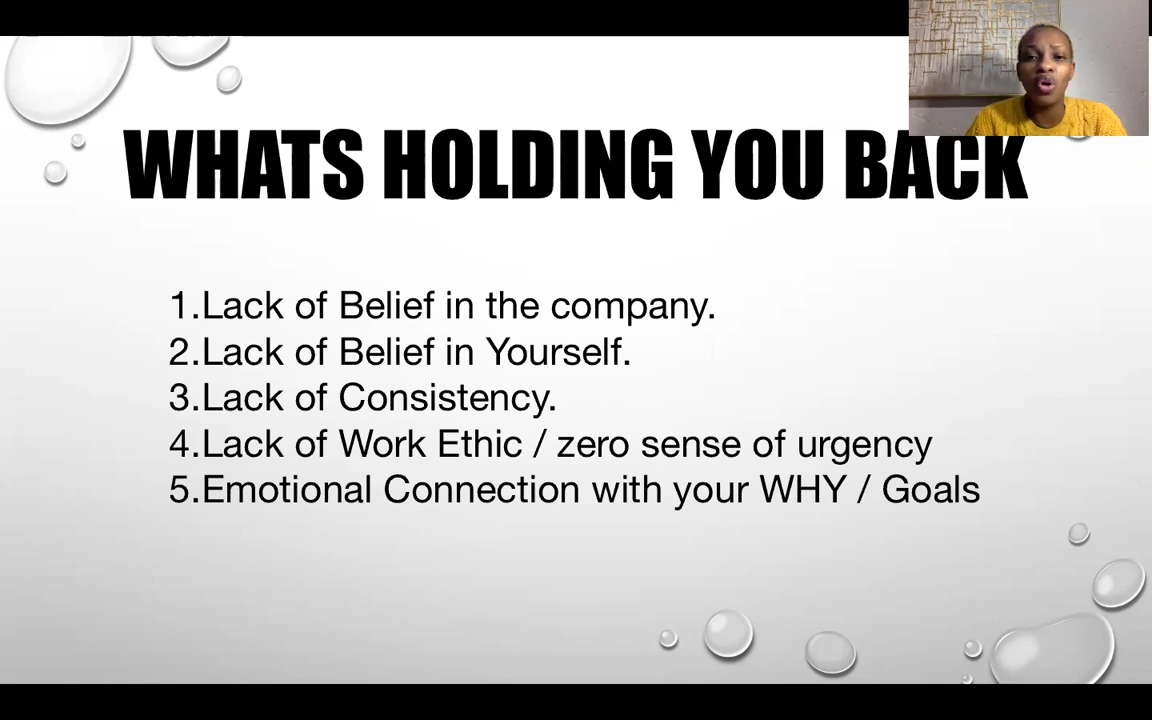 WHATS HOLDING YOU BACK
1.Lack of Belief in the company.
2.Lack of Belief in Yourself.
3.Lack of Consistency.
4.Lack of Work Ethic / zero sense of urgency
5.Emotional Connection with your WHY / Goals